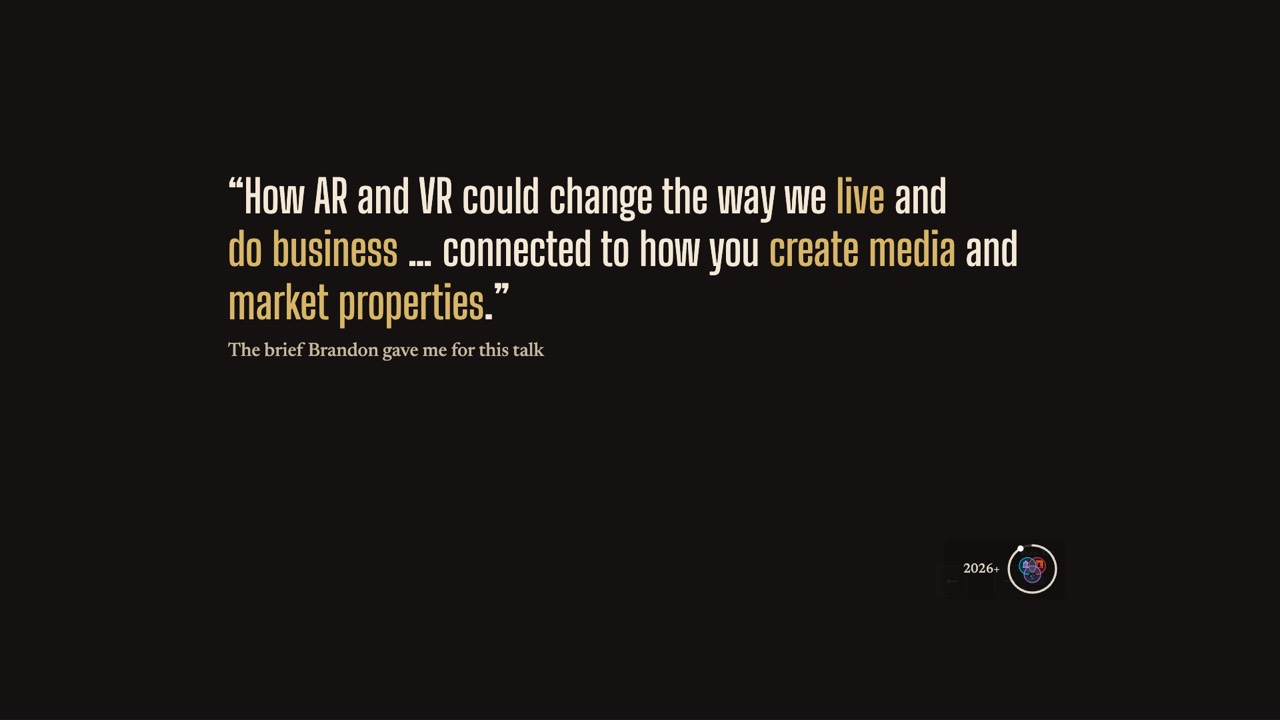 “How AR and VR could change the way we live and
do business ... connected to how you create media and
market properties.”
The brief Brandon gave me for this talk
2026+